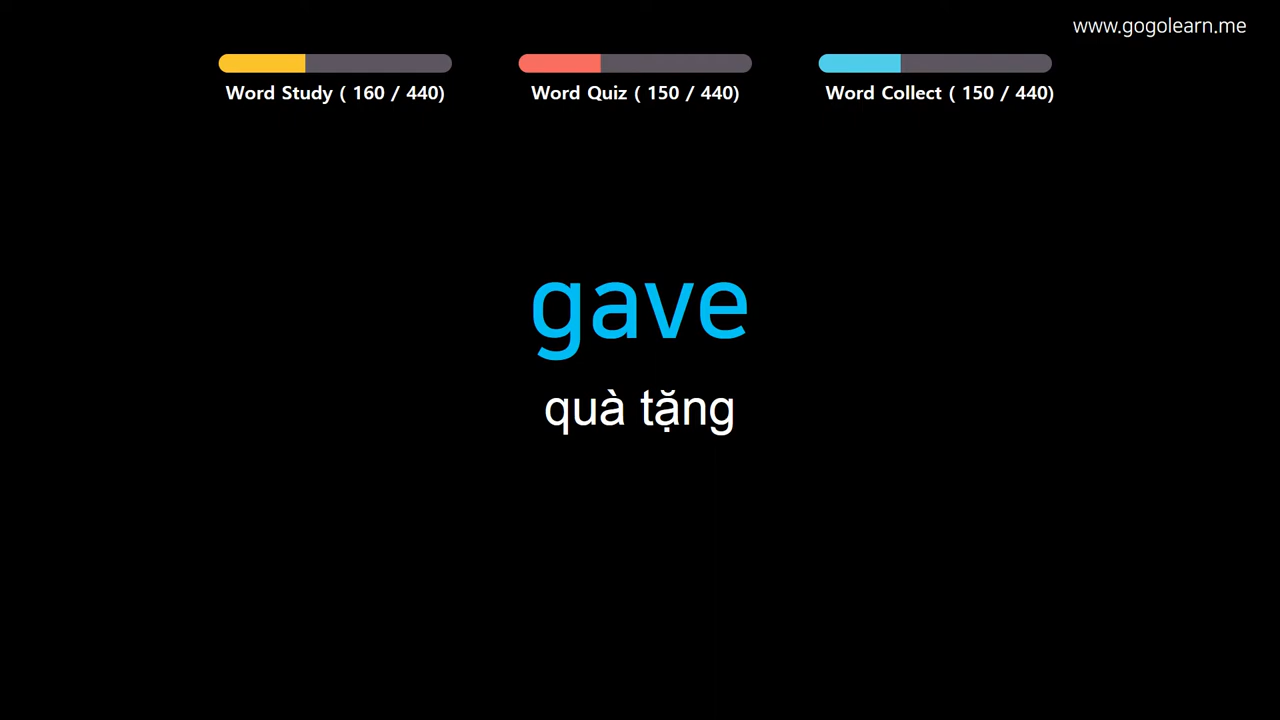 www.gogolearn.me
Word Study ( 160 / 440)
Word Quiz ( 150 / 440)
Word Collect ( 150 / 440)
gave
quà tặng